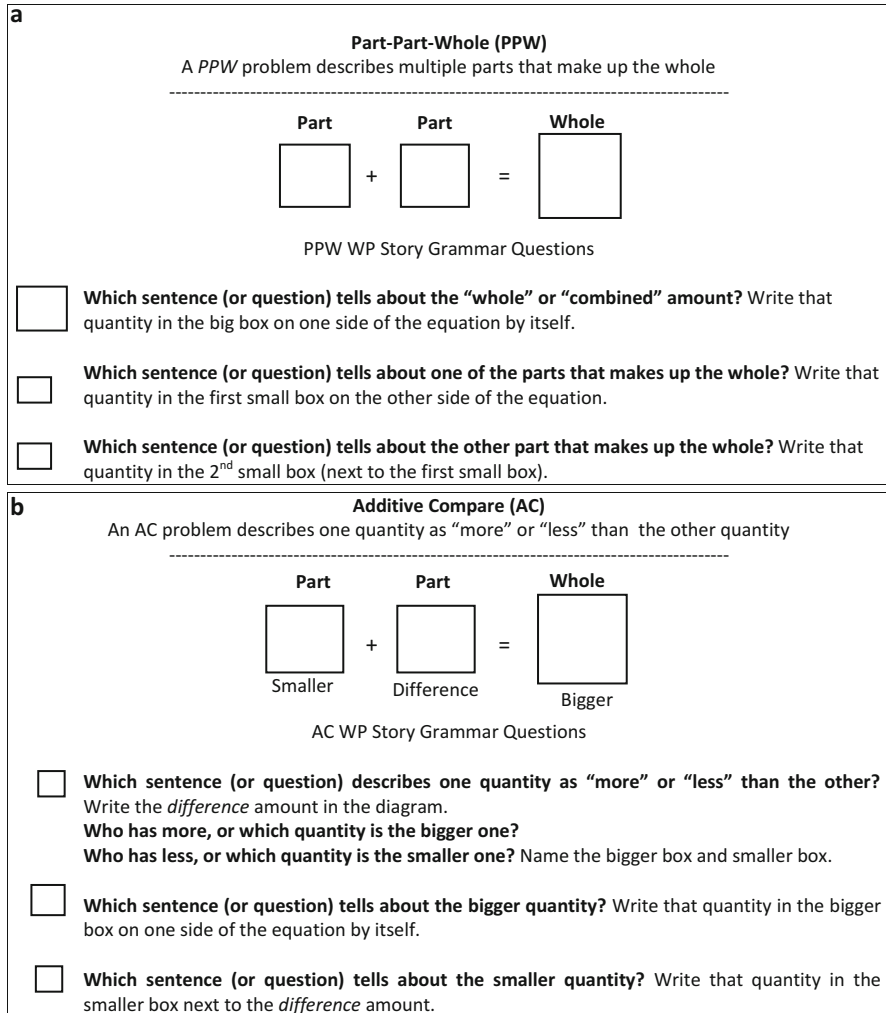 a
Part-Part-Whole (PPW)
A PPW problem describes multiple parts that make up the whole
--------------------------------------------------------------------------------------------
Part Part Whole
+ =
PPW WP Story Grammar Questions
Which sentence (or question) tells about the “whole” or “combined” amount? Write that
quantity in the big box on one side of the equation by itself.
Which sentence (or question) tells about one of the parts that makes up the whole? Write that
quantity in the first small box on the other side of the equation.
Which sentence (or question) tells about the other part that makes up the whole? Write that
quantity in the 2nd small box (next to the first small box).
b
Additive Compare (AC)
An AC problem describes one quantity as “more” or “less” than the other quantity
--------------------------------------------------------------------------------------------
Part Part Whole
+ =
Smaller Difference Bigger
AC WP Story Grammar Questions
Which sentence (or question) describes one quantity as “more” or “less” than the other?
Write the difference amount in the diagram.
Who has more, or which quantity is the bigger one?
Who has less, or which quantity is the smaller one? Name the bigger box and smaller box.
Which sentence (or question) tells about the bigger quantity? Write that quantity in the bigger
box on one side of the equation by itself.
Which sentence (or question) tells about the smaller quantity? Write that quantity in the
smaller box next to the difference amount.